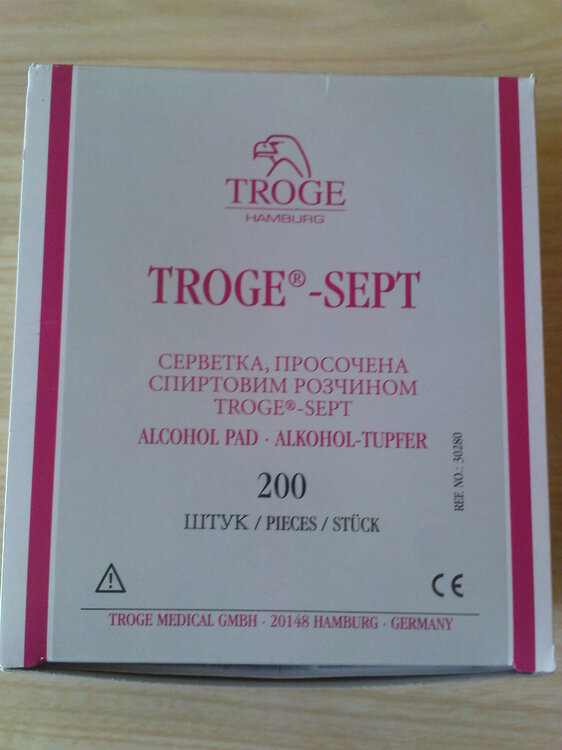 TROGE
HAMBURG
TROGE®-SEPT
СЕРВЕТКА, ПРОСОЧЕНА
СПИРТОВИМ РОЗЧИНОМ
TROGE®-SEPT
ALCOHOL PAD · ALKOHOL-TUPFER
200
ШТУК / PIECES / STÜCK
REF NO.: 30280
CE
TROGE MEDICAL GMBH · 20148 HAMBURG · GERMANY